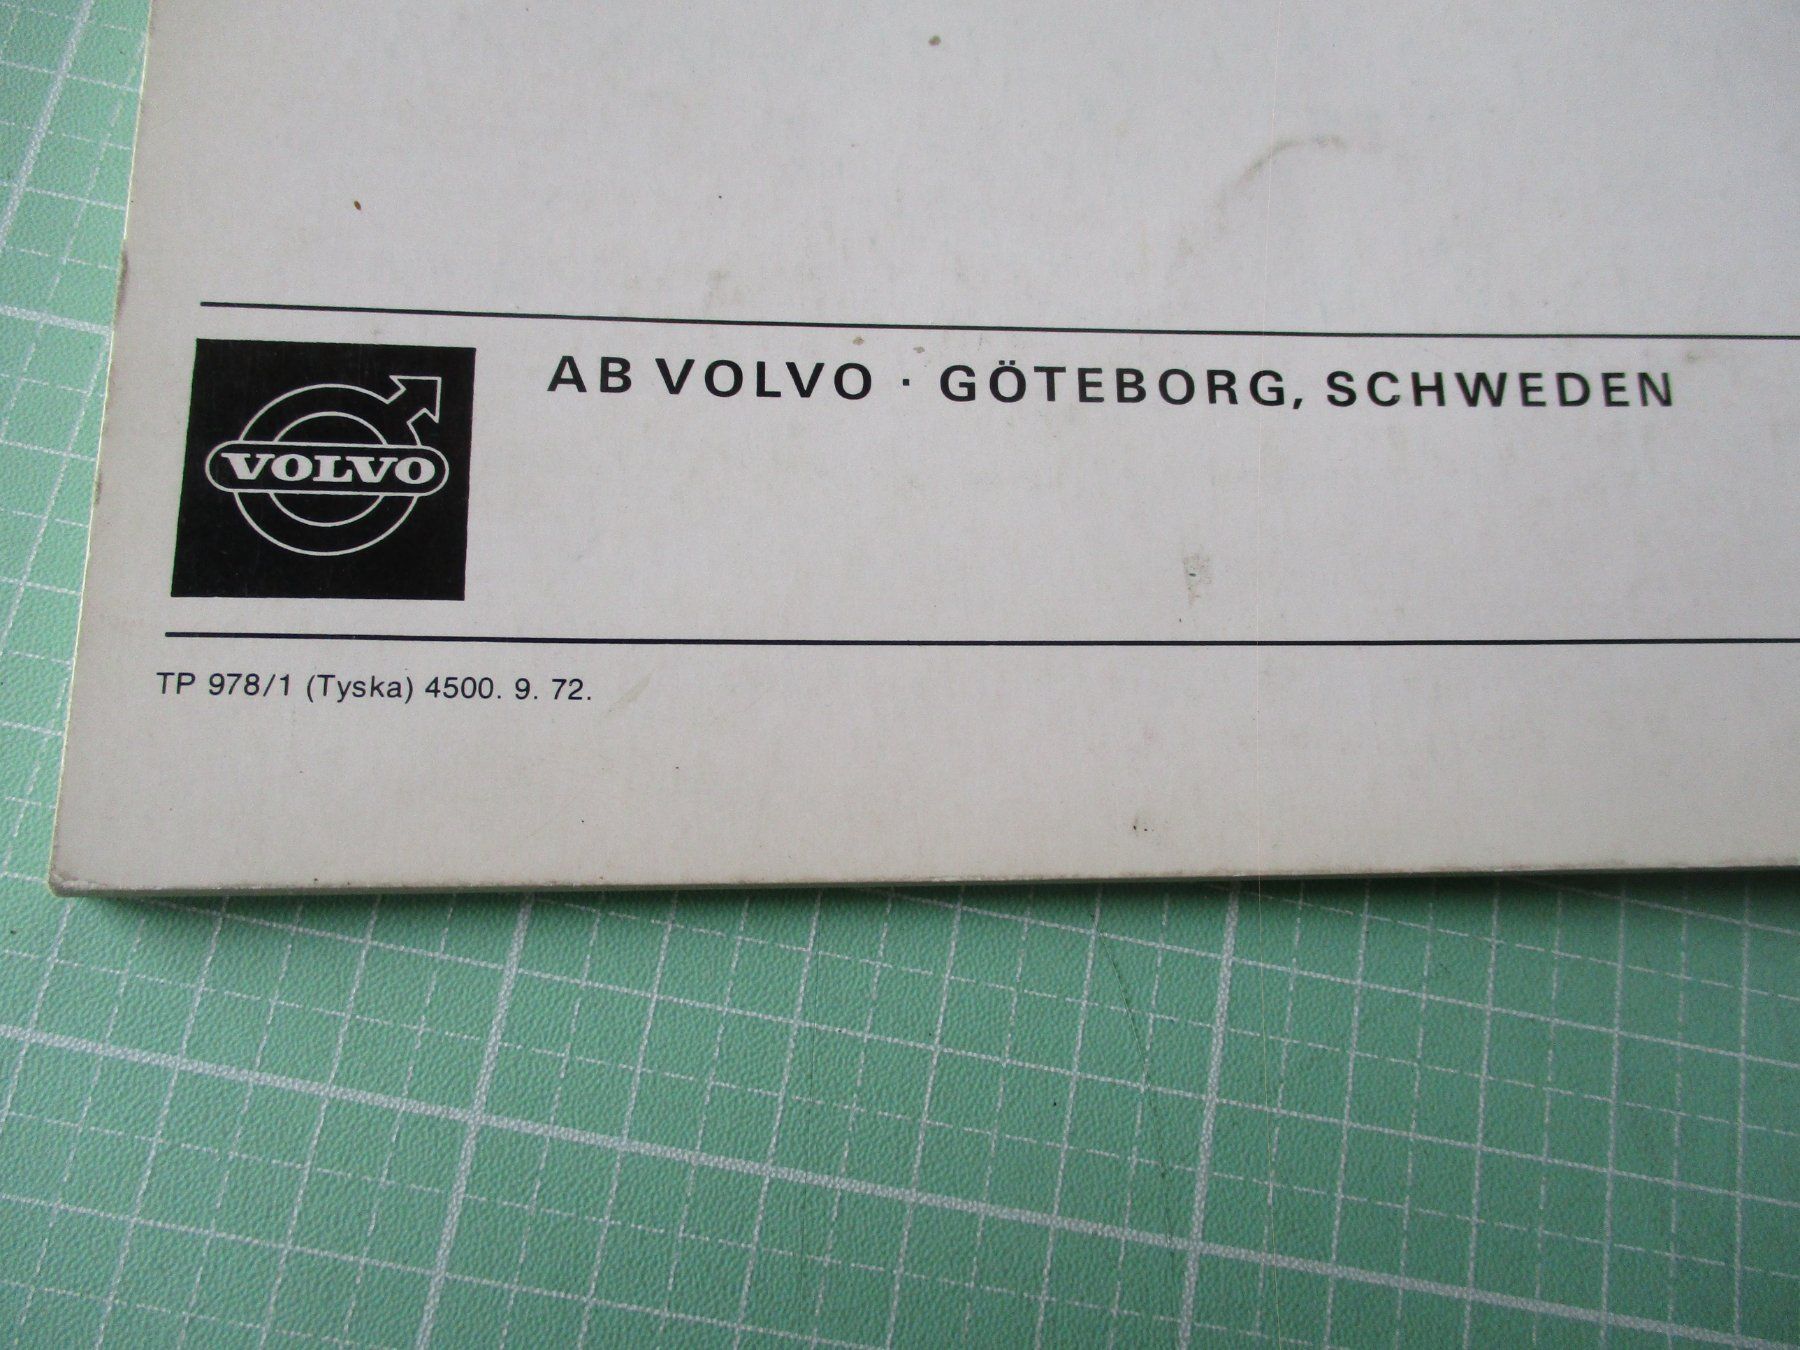 AB VOLVO · GÖTEBORG, SCHWEDEN
VOLVO
TP 978/1 (Tyska) 4500. 9. 72.